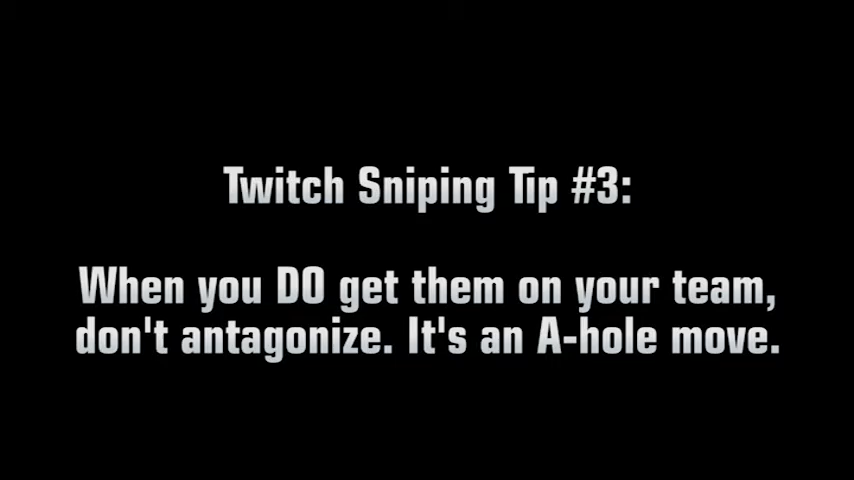 Twitch Sniping Tip #3:
When you DO get them on your team,
don't antagonize. It's an A-hole move.